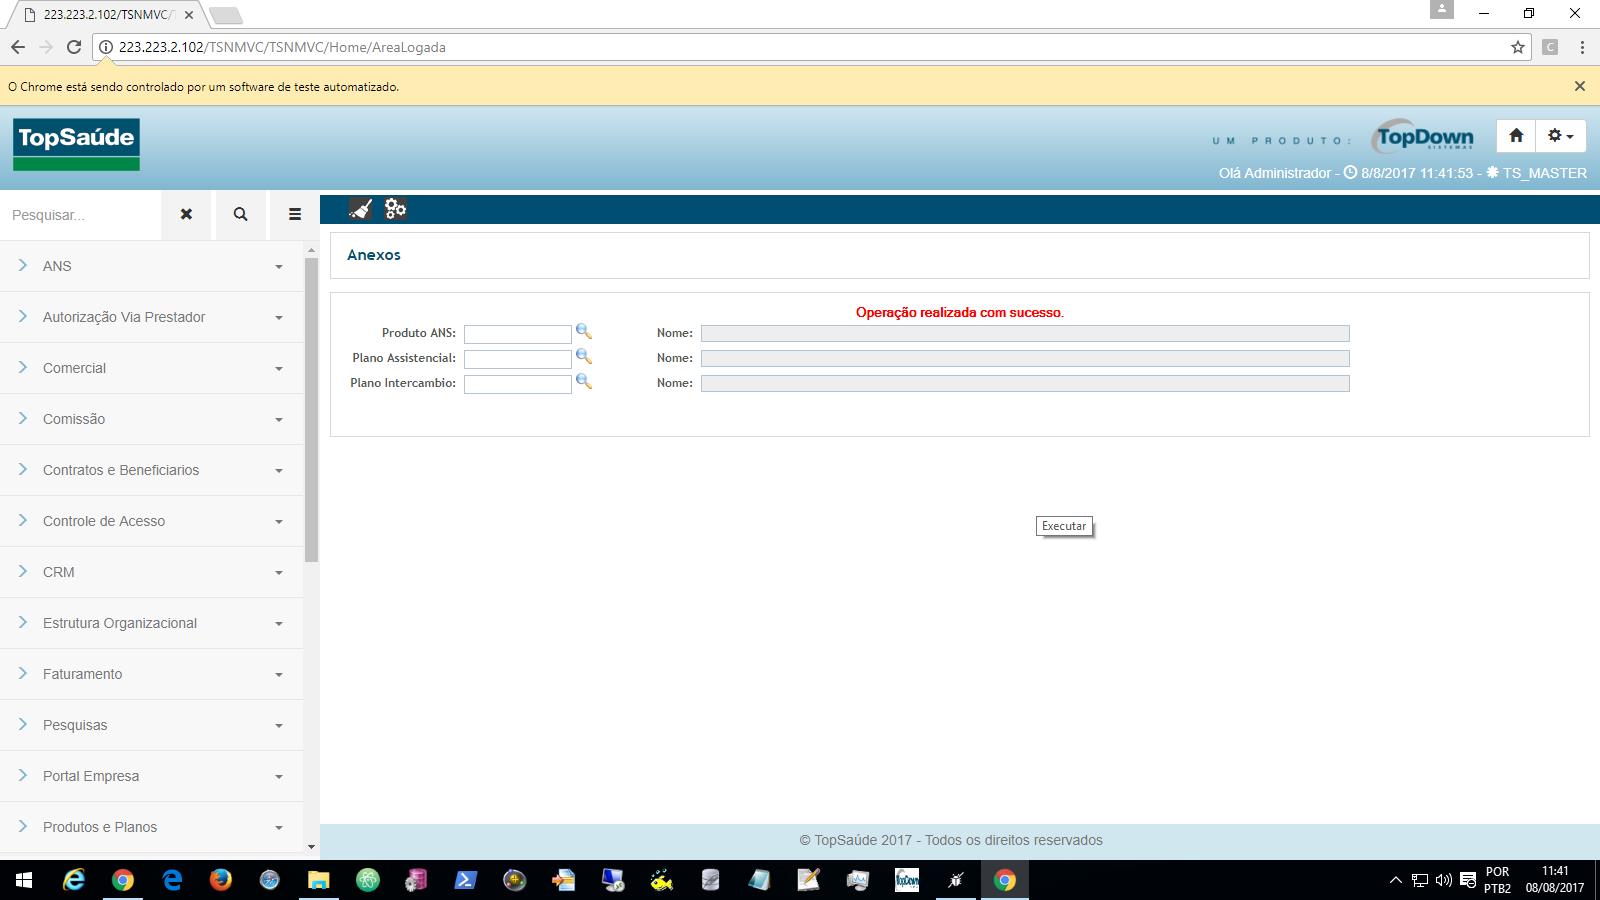 223.223.2.102/TSNMVC/T
223.223.2.102/TSNMVC/TSNMVC/Home/AreaLogada
O Chrome está sendo controlado por um software de teste automatizado.
TopSaúde
UM PRODUTO:
TopDown
SISTEMAS
Olá Administrador - 8/8/2017 11:41:53 - TS_MASTER
Pesquisar...
Anexos
ANS
Autorização Via Prestador
Comercial
Comissão
Contratos e Beneficiarios
Controle de Acesso
CRM
Estrutura Organizacional
Faturamento
Pesquisas
Portal Empresa
Produtos e Planos
Operação realizada com sucesso.
Produto ANS: Nome:
Plano Assistencial: Nome:
Plano Intercambio: Nome:
Executar
© TopSaúde 2017 - Todos os direitos reservados
TopDown
POR
PTB2
11:41
08/08/2017